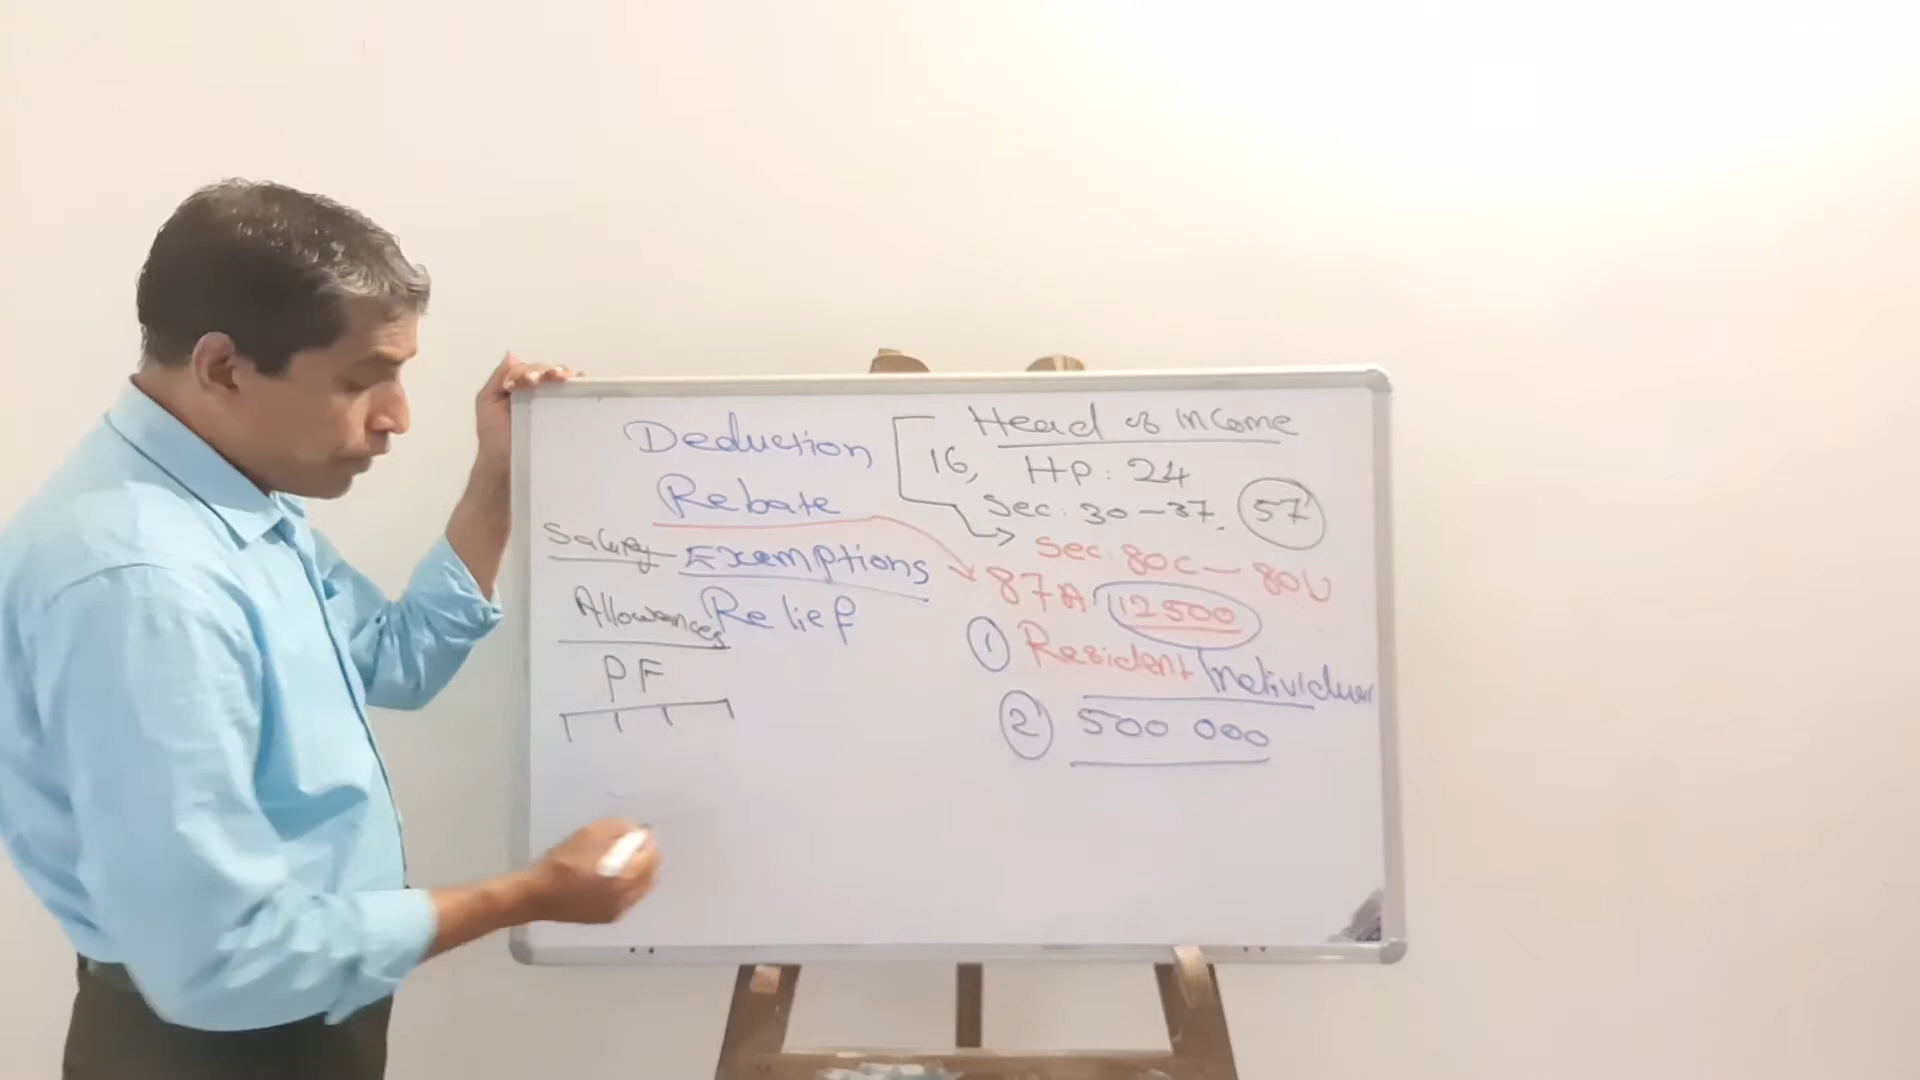 Deduction
Rebate
Salary Exemptions
Allowances Relief
PF
Head of Income
16, HP: 24
Sec: 30-37, 57
Sec: 80C - 80U
87A 12500
1 Resident Individual
2 500 000